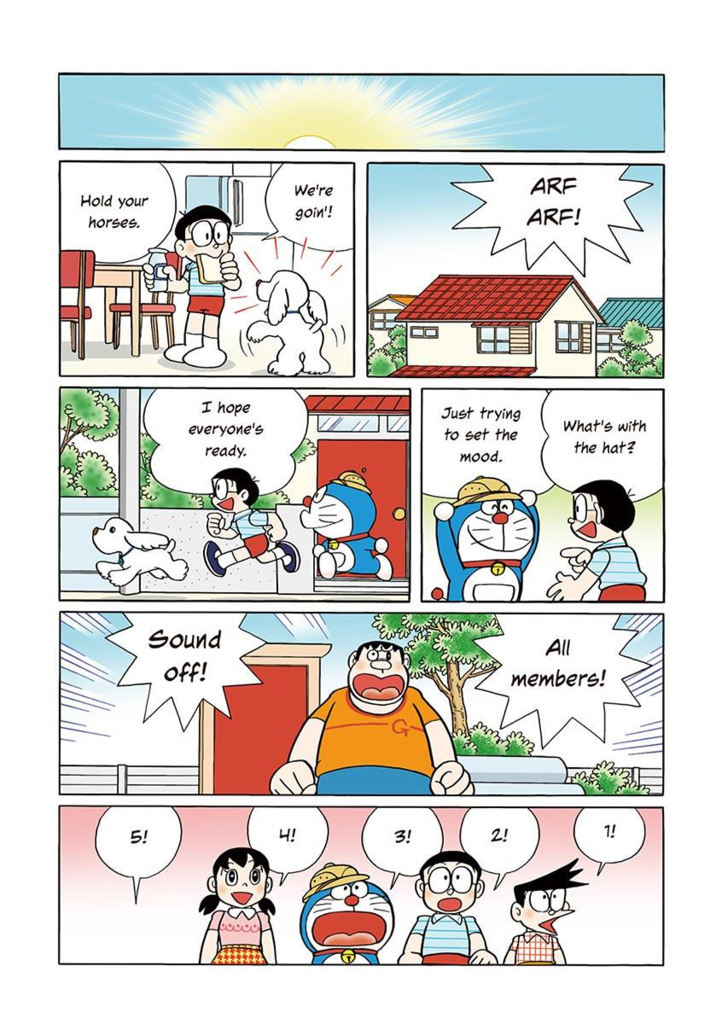 We're
goin'!
Hold your
horses.
ARF
ARF!
I hope
everyone's
ready.
What's with
the hat?
Just trying
to set the
mood.
All
members!
Sound
off!
G
1!
2!
3!
4!
5!